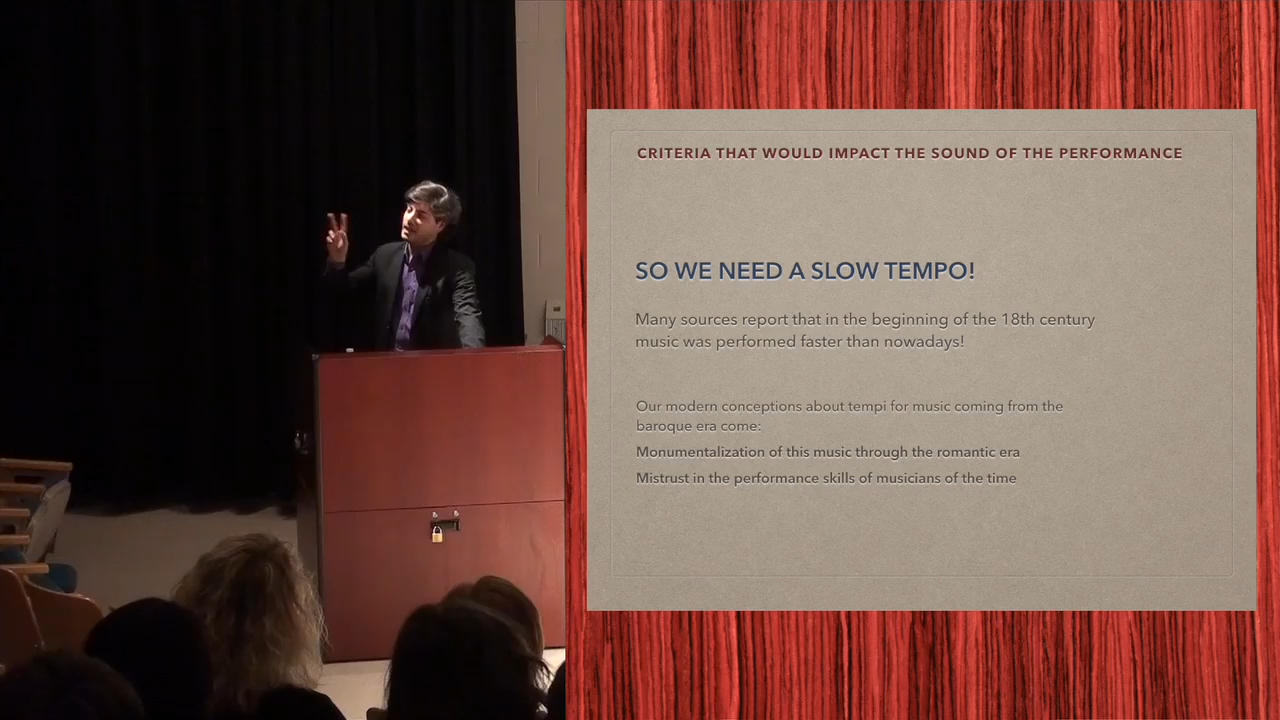 CRITERIA THAT WOULD IMPACT THE SOUND OF THE PERFORMANCE
SO WE NEED A SLOW TEMPO!
Many sources report that in the beginning of the 18th century
music was performed faster than nowadays!
Our modern conceptions about tempi for music coming from the
baroque era come:
Monumentalization of this music through the romantic era
Mistrust in the performance skills of musicians of the time